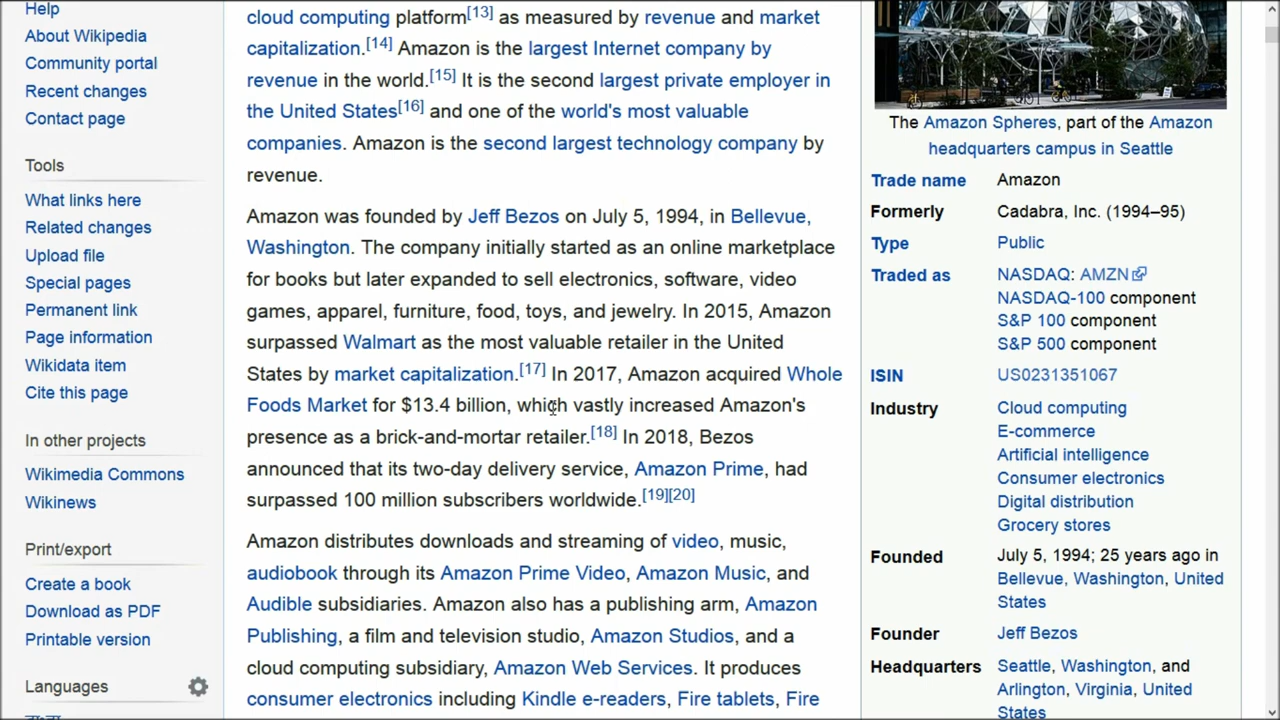 Help
About Wikipedia
Community portal
Recent changes
Contact page
Tools
What links here
Related changes
Upload file
Special pages
Permanent link
Page information
Wikidata item
Cite this page
In other projects
Wikimedia Commons
Wikinews
Print/export
Create a book
Download as PDF
Printable version
Languages
cloud computing platform[13] as measured by revenue and market
capitalization.[14] Amazon is the largest Internet company by
revenue in the world.[15] It is the second largest private employer in
the United States[16] and one of the world's most valuable
companies. Amazon is the second largest technology company by
revenue.
Amazon was founded by Jeff Bezos on July 5, 1994, in Bellevue,
Washington. The company initially started as an online marketplace
for books but later expanded to sell electronics, software, video
games, apparel, furniture, food, toys, and jewelry. In 2015, Amazon
surpassed Walmart as the most valuable retailer in the United
States by market capitalization.[17] In 2017, Amazon acquired Whole
Foods Market for $13.4 billion, which vastly increased Amazon's
presence as a brick-and-mortar retailer.[18] In 2018, Bezos
announced that its two-day delivery service, Amazon Prime, had
surpassed 100 million subscribers worldwide.[19][20]
Amazon distributes downloads and streaming of video, music,
audiobook through its Amazon Prime Video, Amazon Music, and
Audible subsidiaries. Amazon also has a publishing arm, Amazon
Publishing, a film and television studio, Amazon Studios, and a
cloud computing subsidiary, Amazon Web Services. It produces
consumer electronics including Kindle e-readers, Fire tablets, Fire
The Amazon Spheres, part of the Amazon
headquarters campus in Seattle
Trade name Amazon
Formerly Cadabra, Inc. (1994–95)
Type Public
Traded as NASDAQ: AMZN
NASDAQ-100 component
S&P 100 component
S&P 500 component
ISIN US0231351067
Industry Cloud computing
E-commerce
Artificial intelligence
Consumer electronics
Digital distribution
Grocery stores
Founded July 5, 1994; 25 years ago in
Bellevue, Washington, United
States
Founder Jeff Bezos
Headquarters Seattle, Washington, and
Arlington, Virginia, United
States